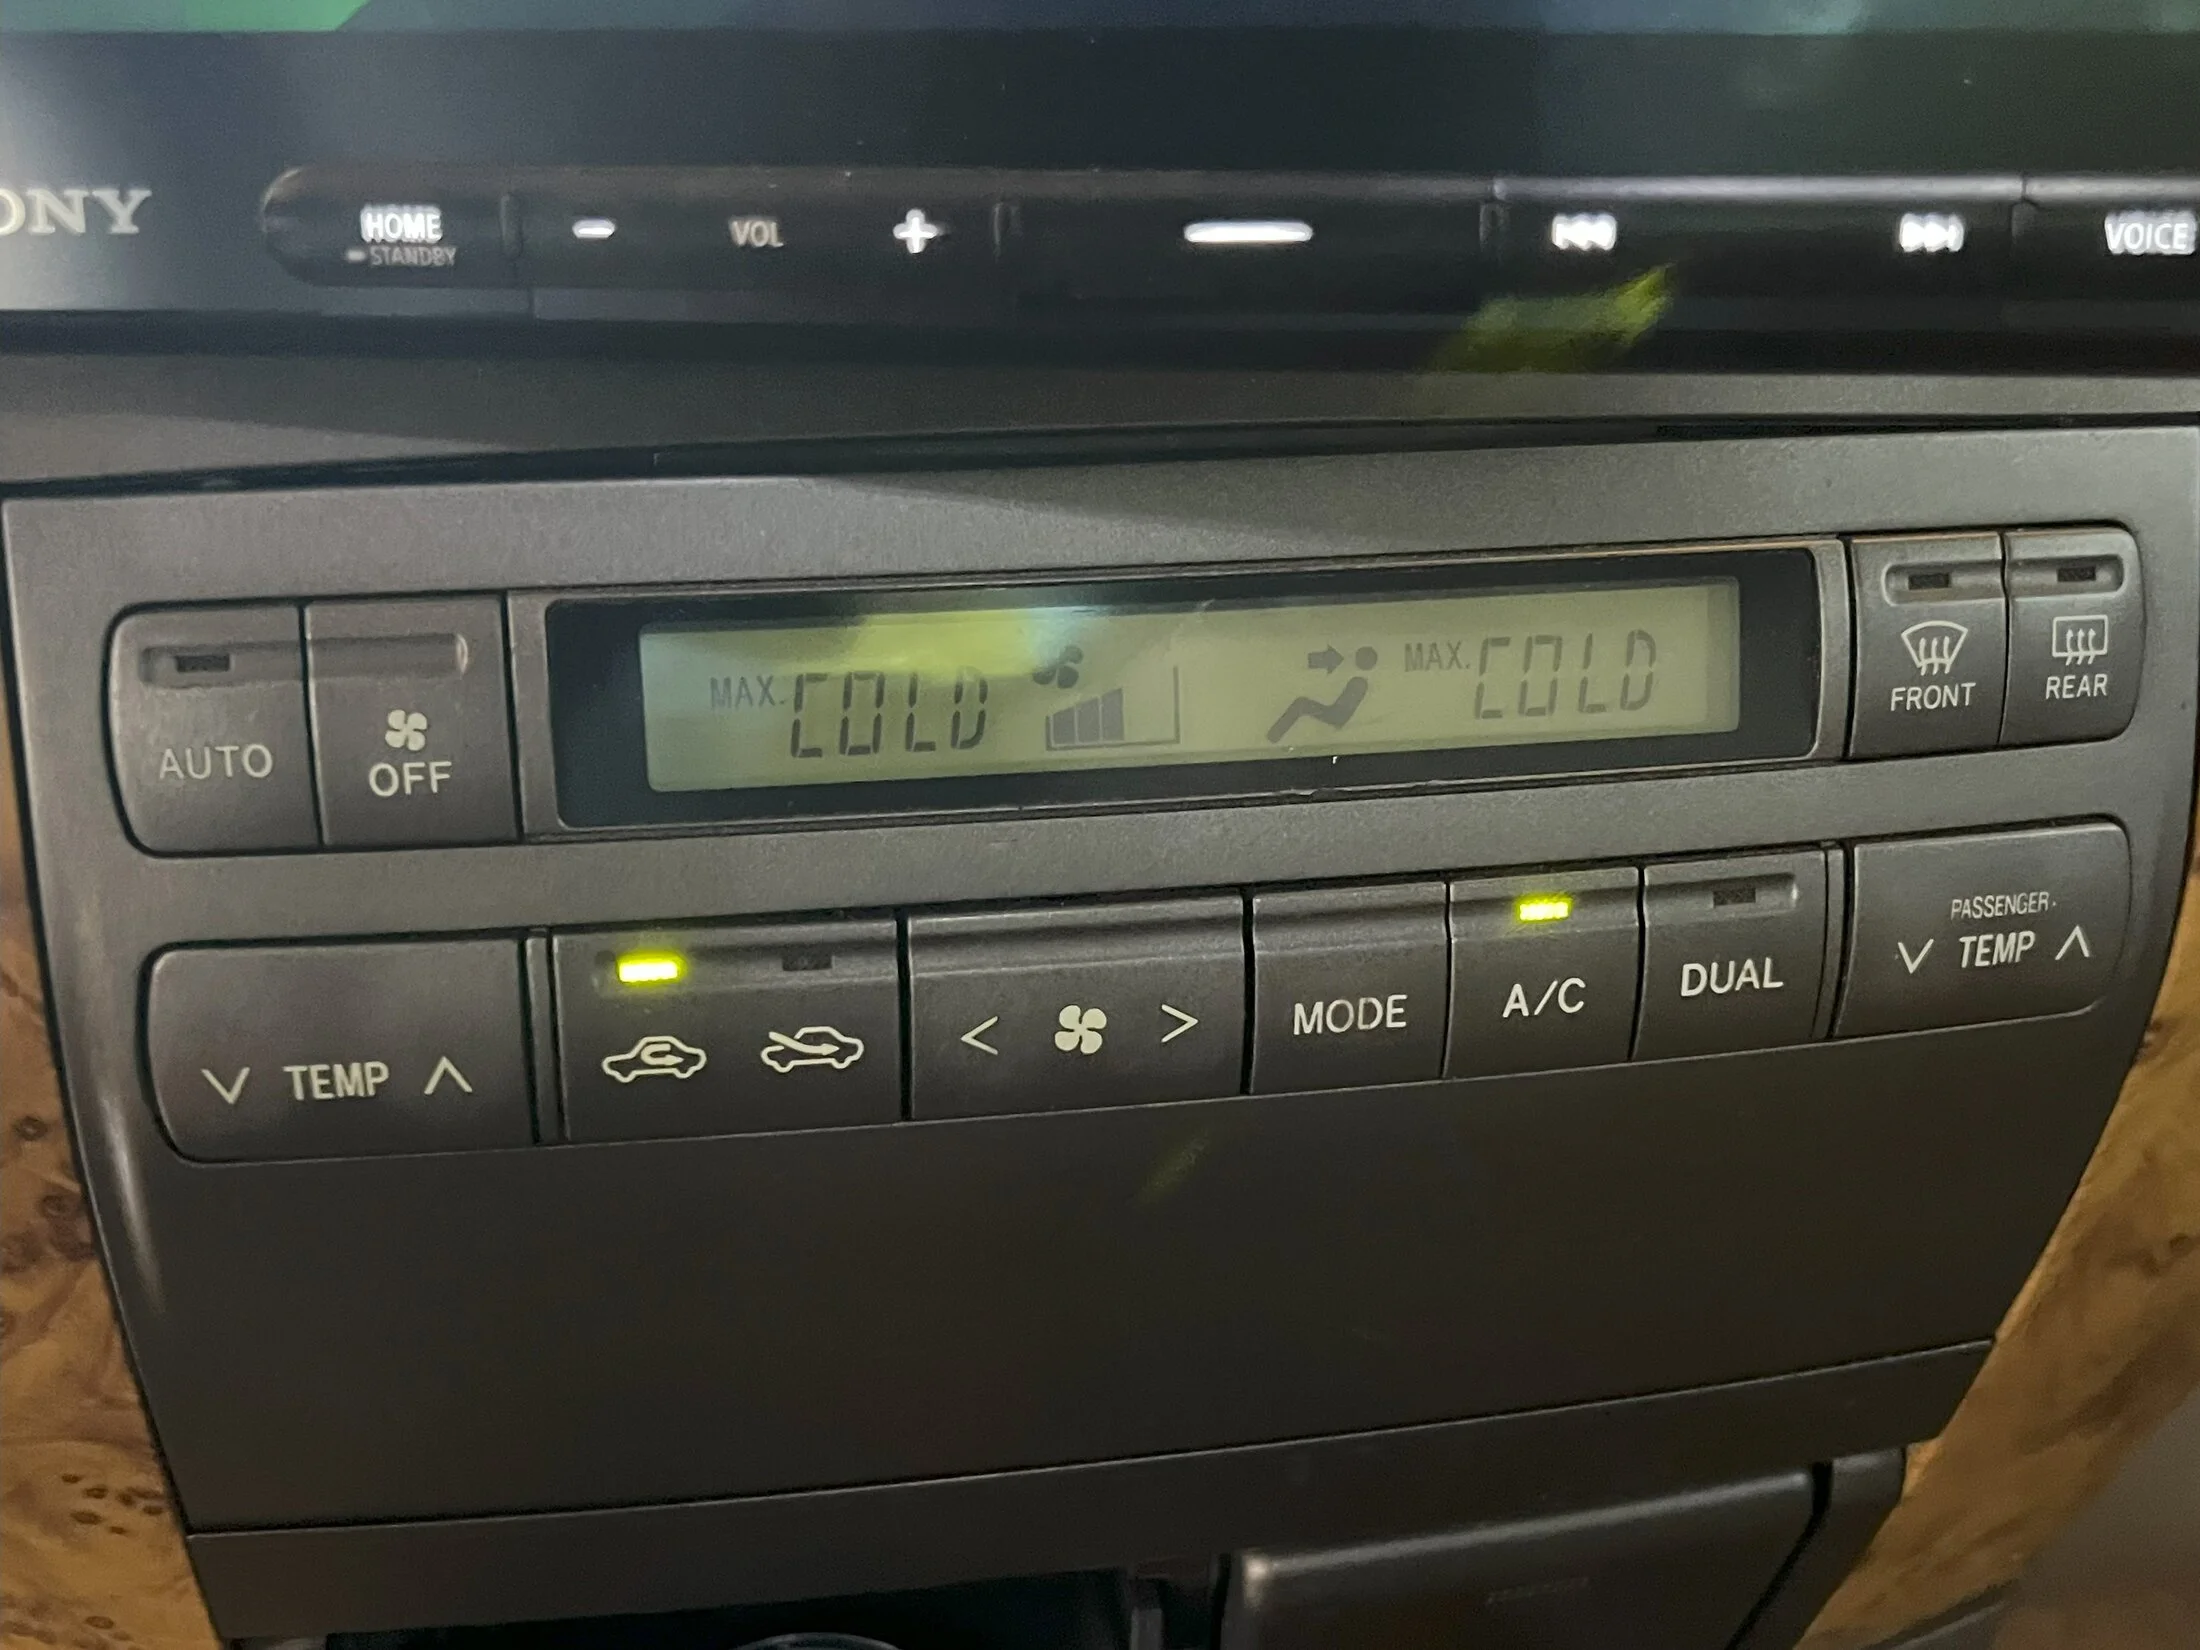 ONY
HOME
STANDBY
- VOL +
VOICE
MAX. COLD
MAX. COLD
AUTO
OFF
FRONT
REAR
TEMP
MODE
A/C
DUAL
PASSENGER
TEMP